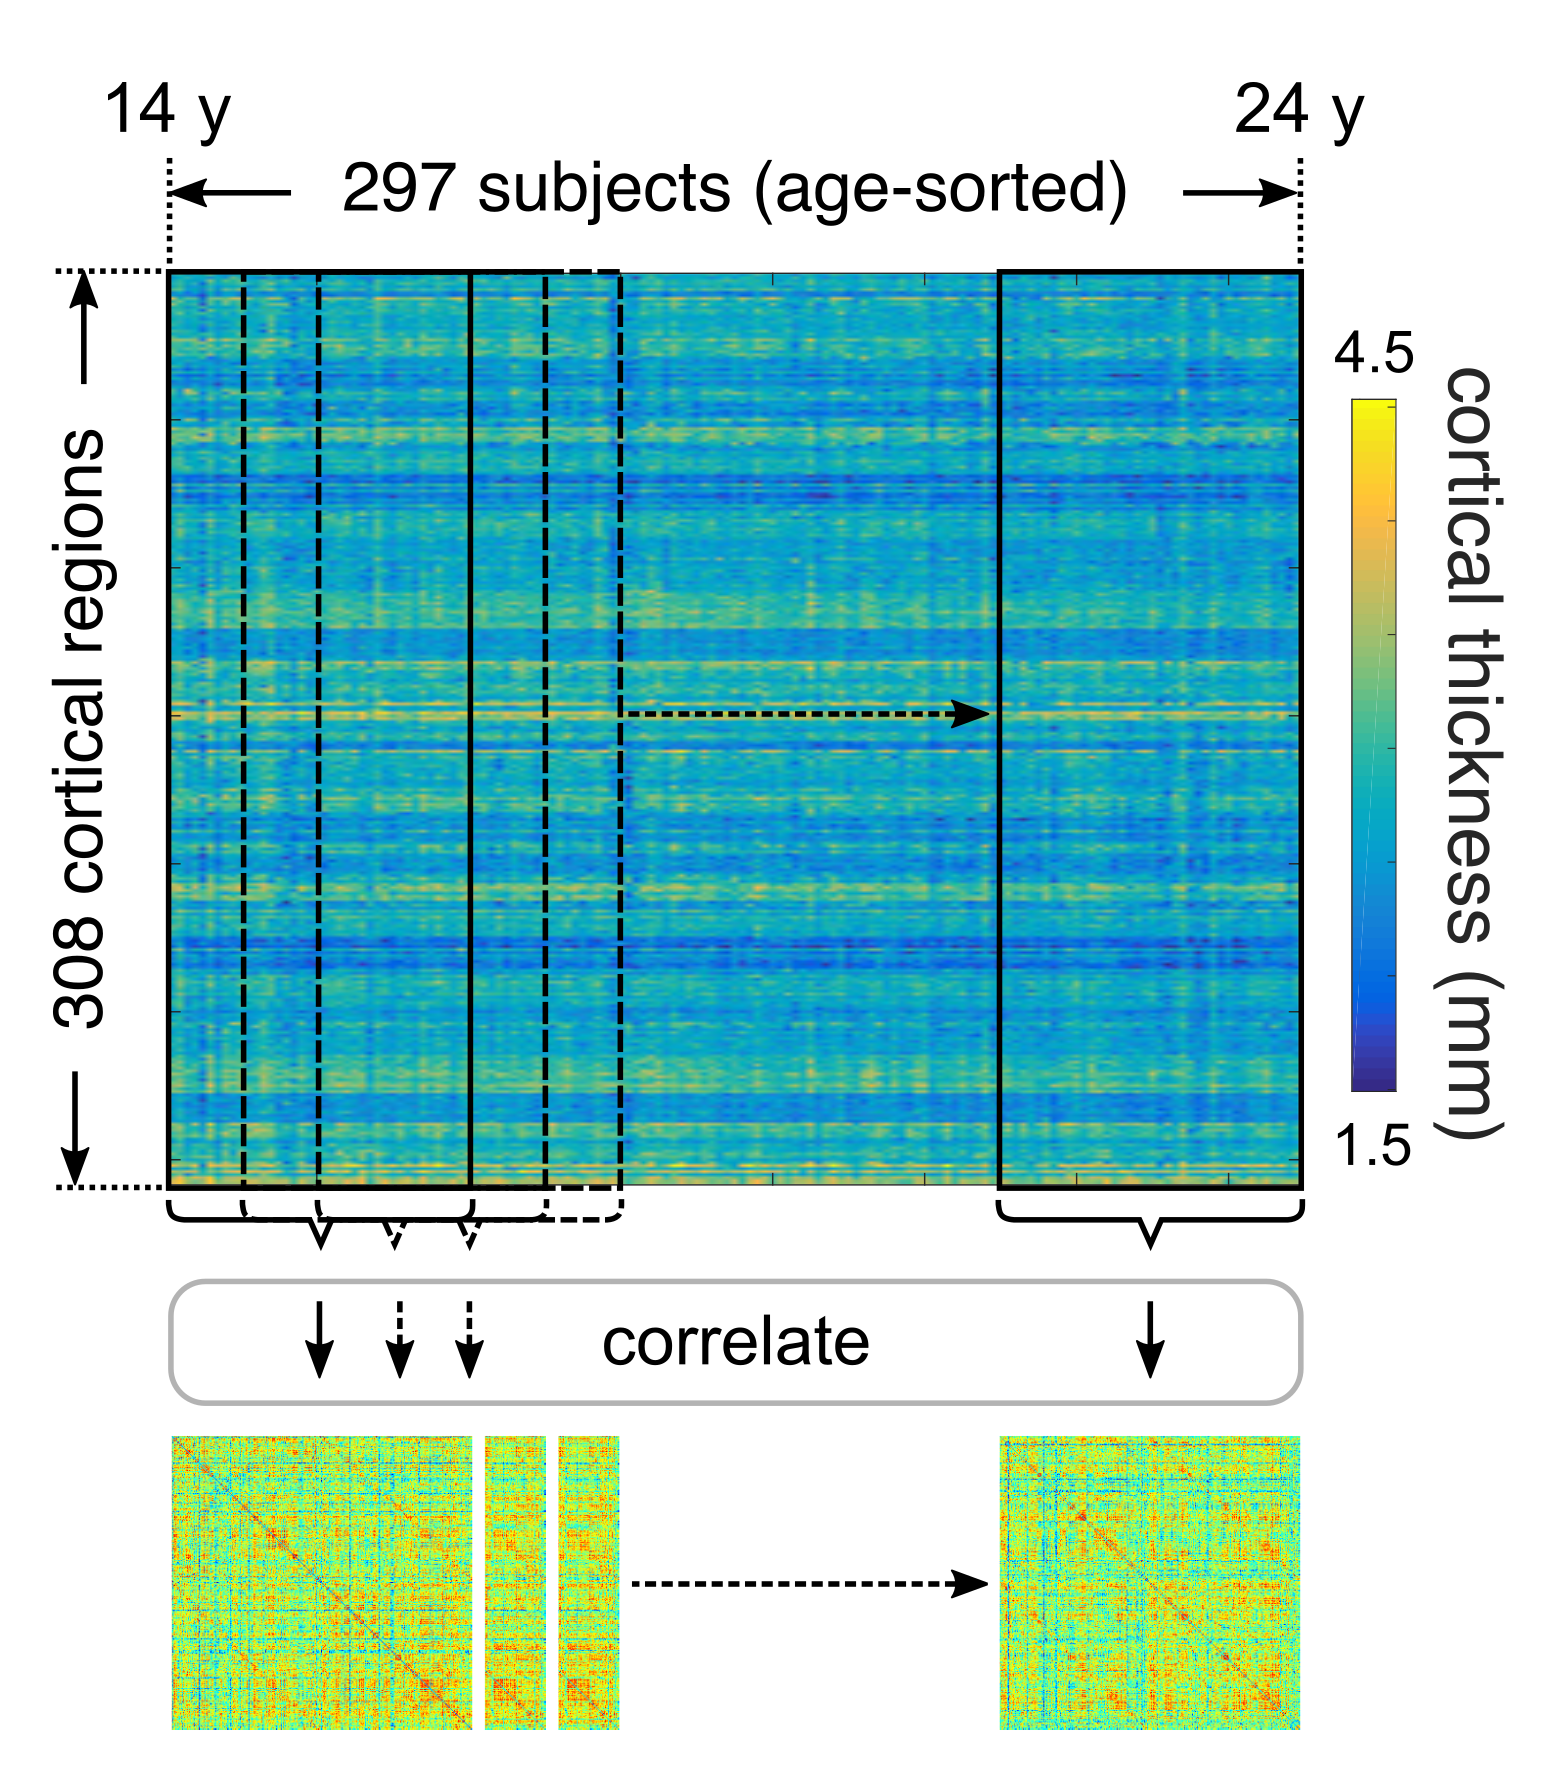 14 y
24 y
297 subjects (age-sorted)
308 cortical regions
4.5
cortical thickness (mm)
1.5
correlate